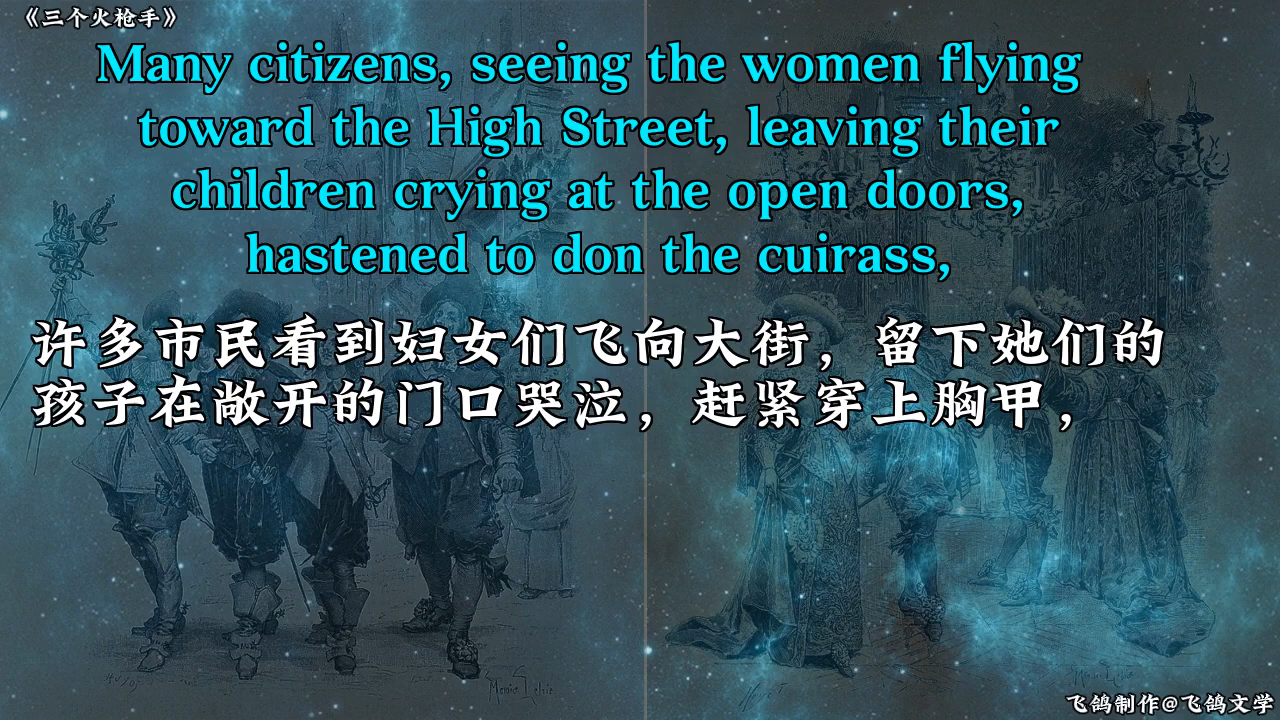 《三个火枪手》
Many citizens, seeing the women flying
toward the High Street, leaving their
children crying at the open doors,
hastened to don the cuirass,
许多市民看到妇女们飞向大街，留下她们的
孩子在敞开的门口哭泣，赶紧穿上胸甲，
飞鸽制作@飞鸽文学